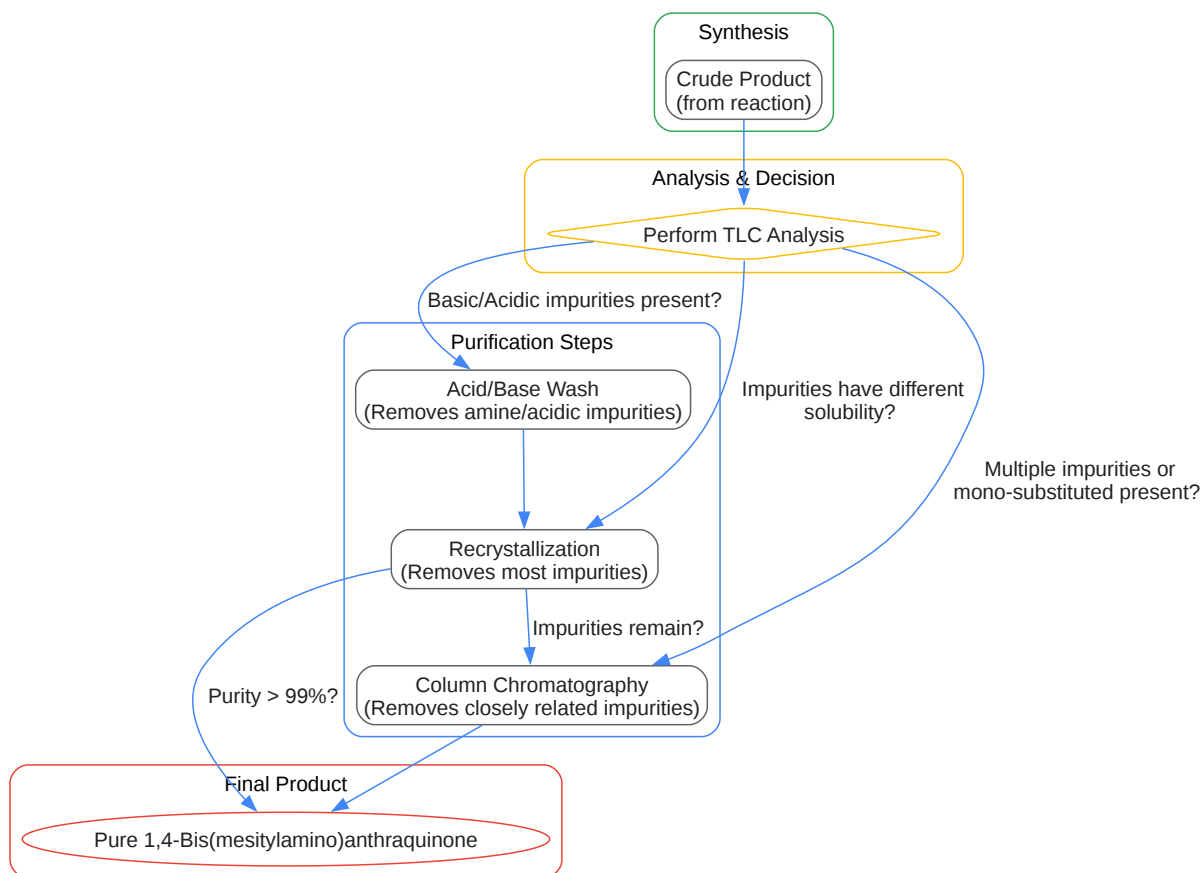 Synthesis
Crude Product
(from reaction)
Analysis & Decision
Perform TLC Analysis
Basic/Acidic impurities present?
Purification Steps
Acid/Base Wash
(Removes amine/acidic impurities)
Impurities have different
solubility?
Multiple impurities or
mono-substituted present?
Recrystallization
(Removes most impurities)
Impurities remain?
Column Chromatography
(Removes closely related impurities)
Purity > 99%?
Final Product
Pure 1,4-Bis(mesitylamino)anthraquinone